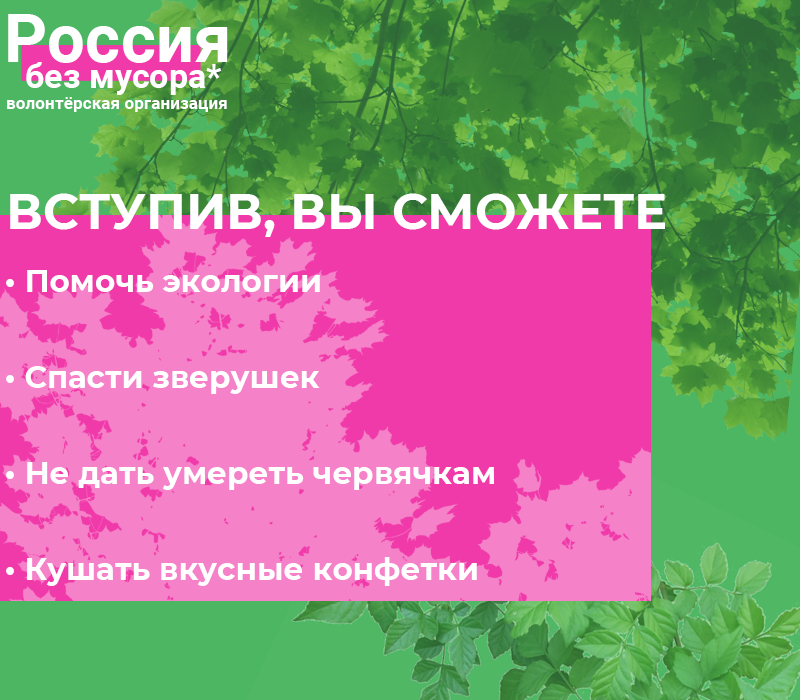 Россия
без мусора*
волонтёрская организация
ВСТУПИВ, ВЫ СМОЖЕТЕ
• Помочь экологии
• Спасти зверушек
• Не дать умереть червячкам
• Кушать вкусные конфетки